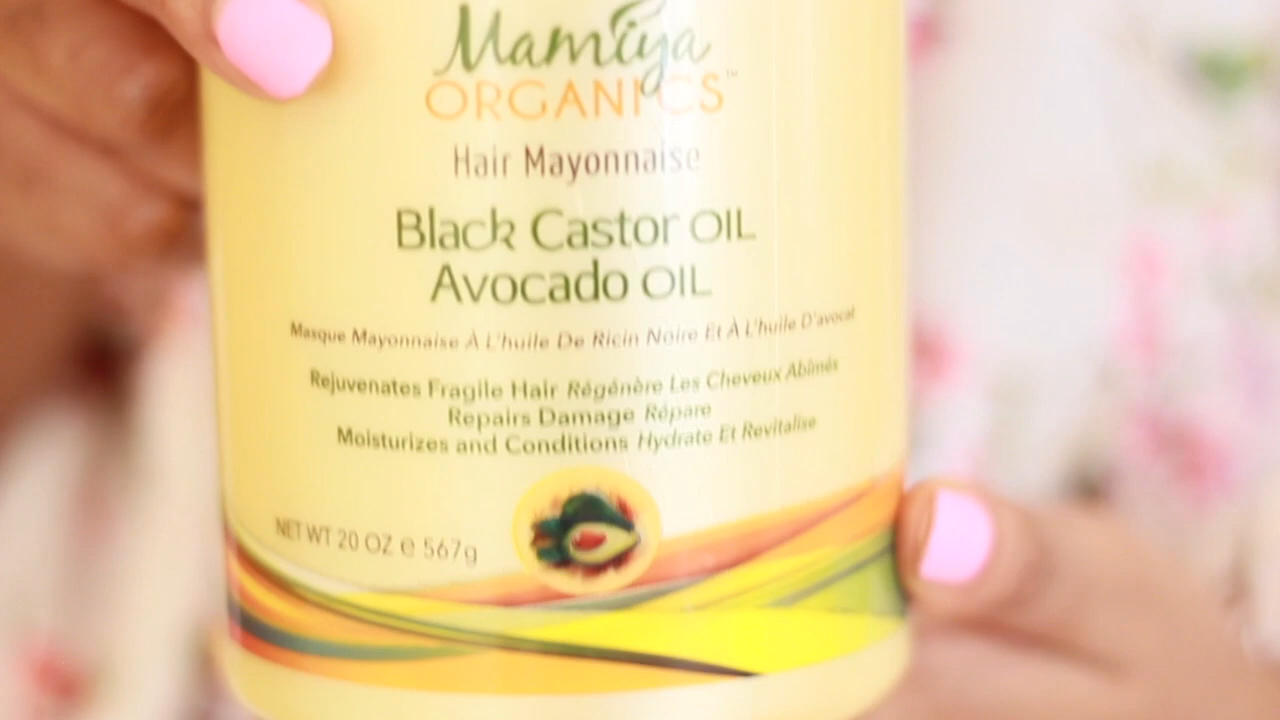 Mamiya
ORGANICS™
Hair Mayonnaise
Black Castor OIL
Avocado OIL
Masque Mayonnaise À L'huile De Ricin Noire Et À L'huile D'avocat
Rejuvenates Fragile Hair Régénère Les Cheveux Abîmés
Repairs Damage Répare
Moisturizes and Conditions Hydrate Et Revitalise
NET WT 20 OZ e 567g